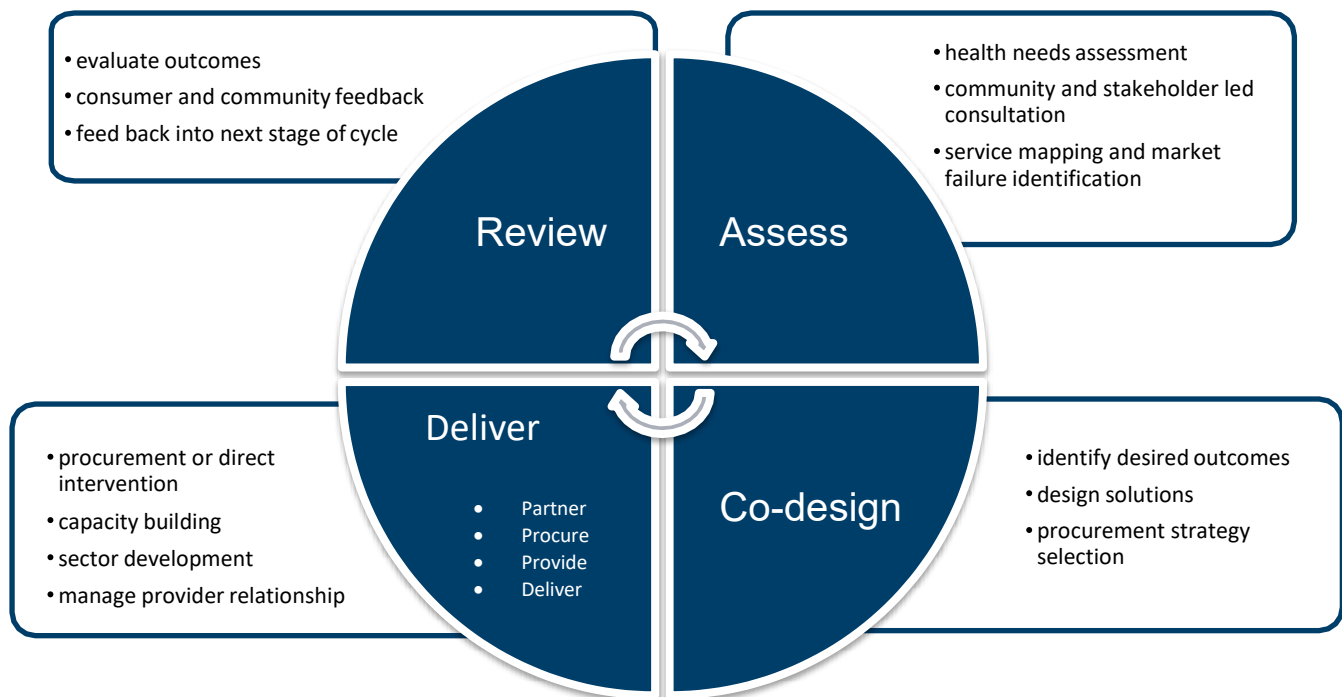 • evaluate outcomes
• consumer and community feedback
• feed back into next stage of cycle
• health needs assessment
• community and stakeholder led
consultation
• service mapping and market
failure identification
Review
Assess
Deliver
• Partner
• Procure
• Provide
• Deliver
Co-design
• procurement or direct
intervention
• capacity building
• sector development
• manage provider relationship
• identify desired outcomes
• design solutions
• procurement strategy
selection